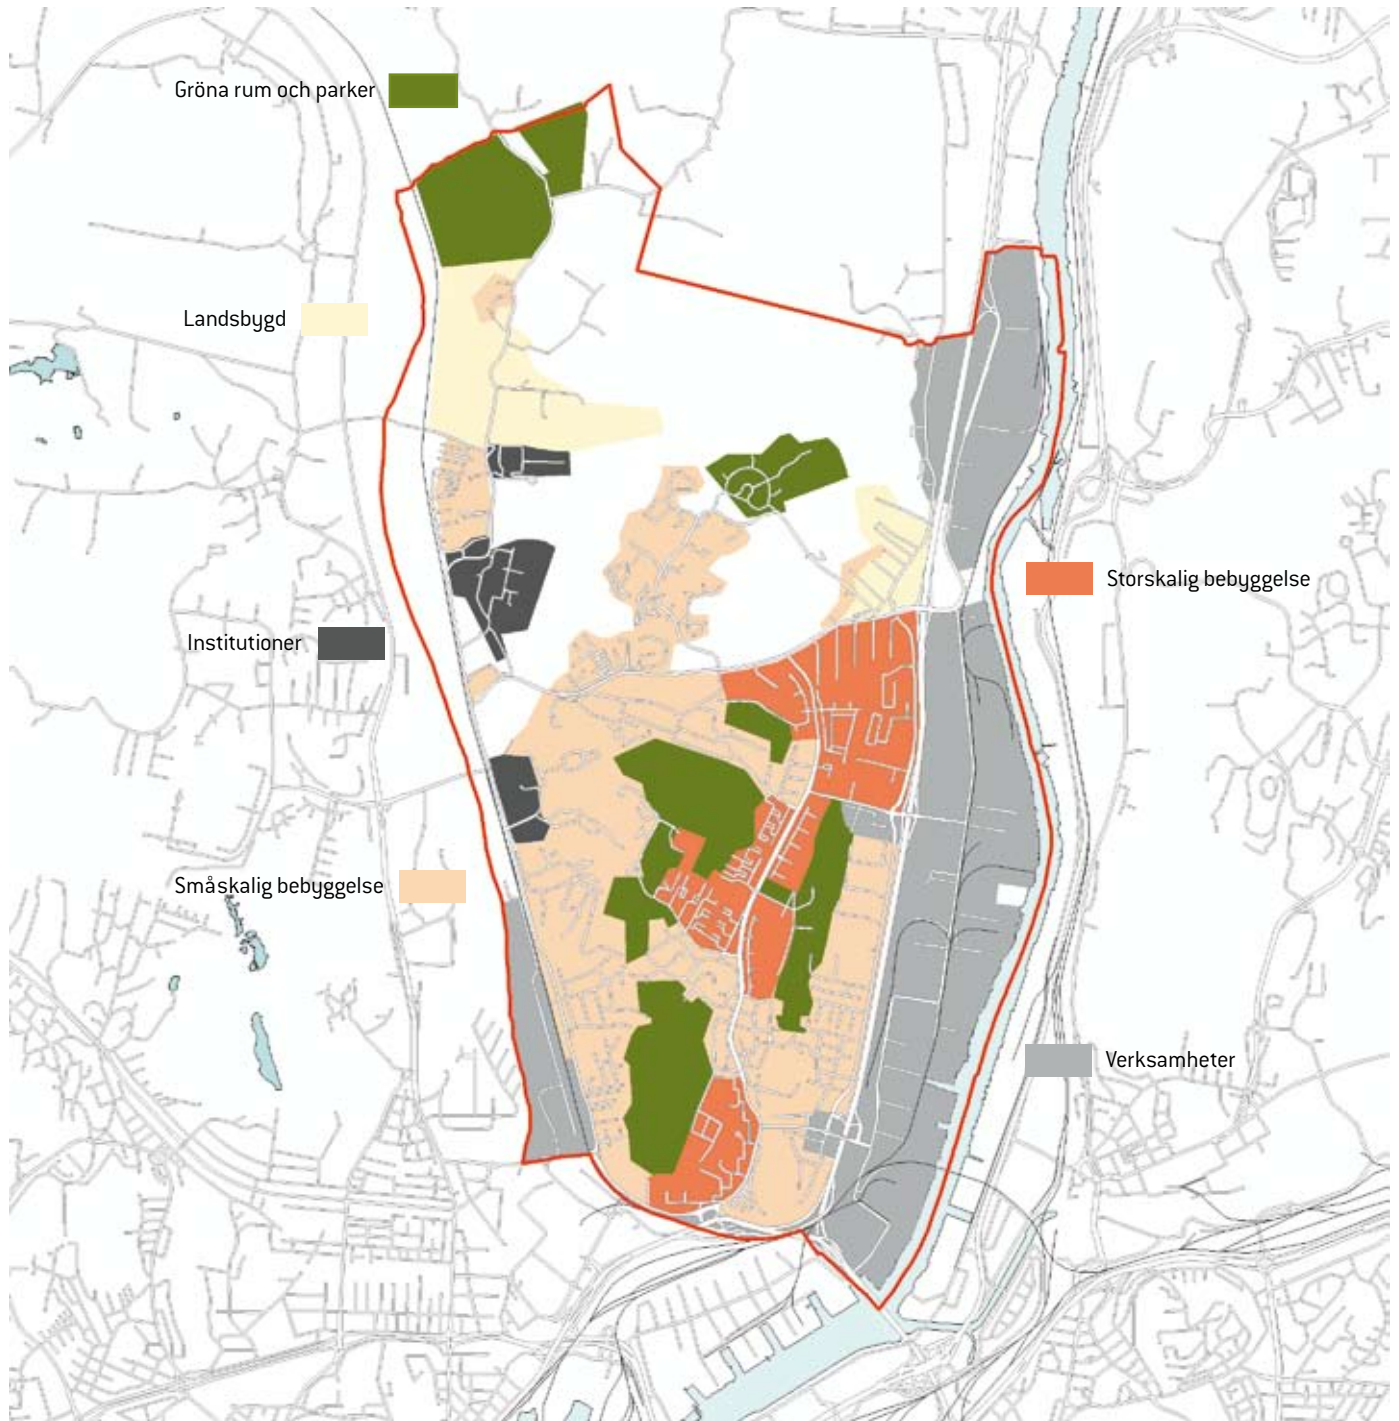 Gröna rum och parker
Landsbygd
Storskalig bebyggelse
Institutioner
Småskalig bebyggelse
Verksamheter